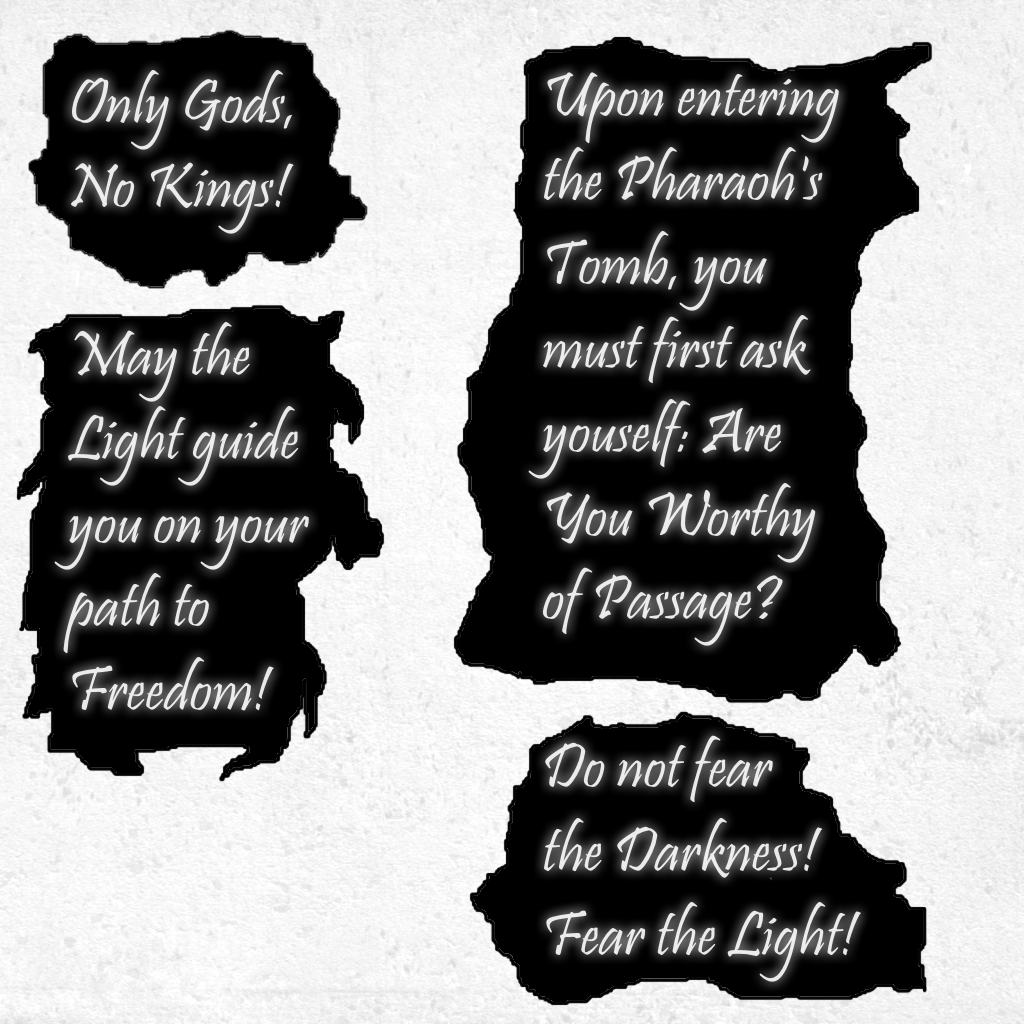 Only Gods,
No Kings!
May the
Light guide
you on your
path to
Freedom!
Upon entering
the Pharaoh's
Tomb, you
must first ask
youself: Are
You Worthy
of Passage?
Do not fear
the Darkness!
Fear the Light!